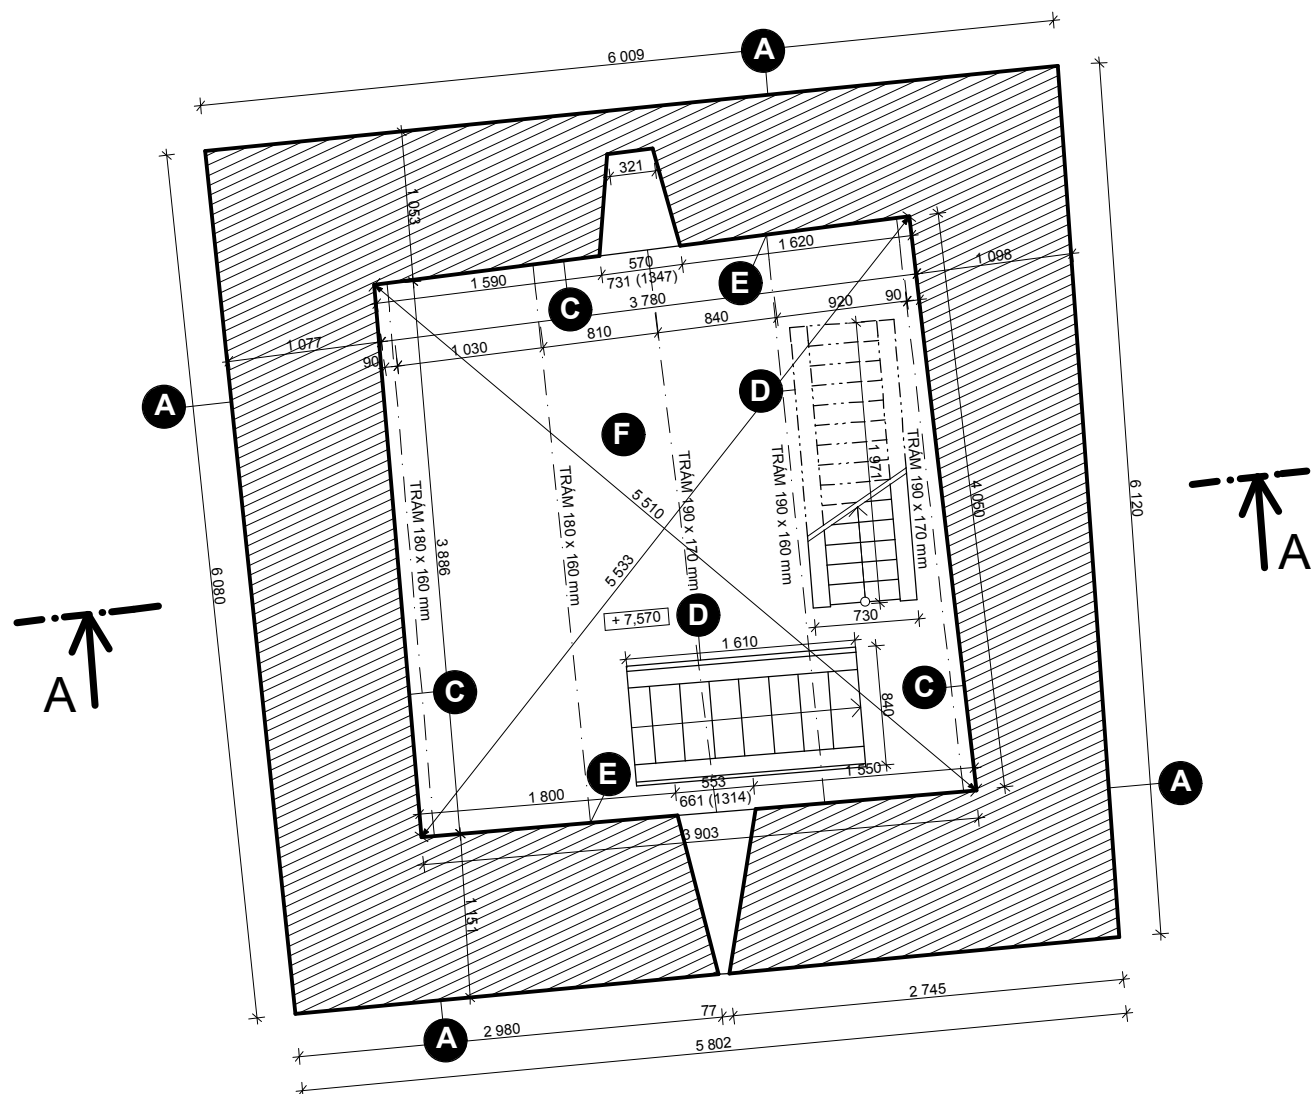 A
6 009
321
1 053
1 620
570
731 (1347)
1 590
E
1 098
C
3 780
920
90
840
810
1 077
1 030
90
A
D
F
TRÁM 180 x 160 mm
TRÁM 180 x 160 mm
TRÁM 190 x 170 mm
TRÁM 190 x 160 mm
TRÁM 190 x 170 mm
1 971
5 510
4 050
6 120
3 886
5 533
6 080
A
A
+ 7,570
D
730
1 610
C
C
840
E
553
1 550
1 800
661 (1314)
A
3 903
1 151
2 745
77
2 980
A
5 802